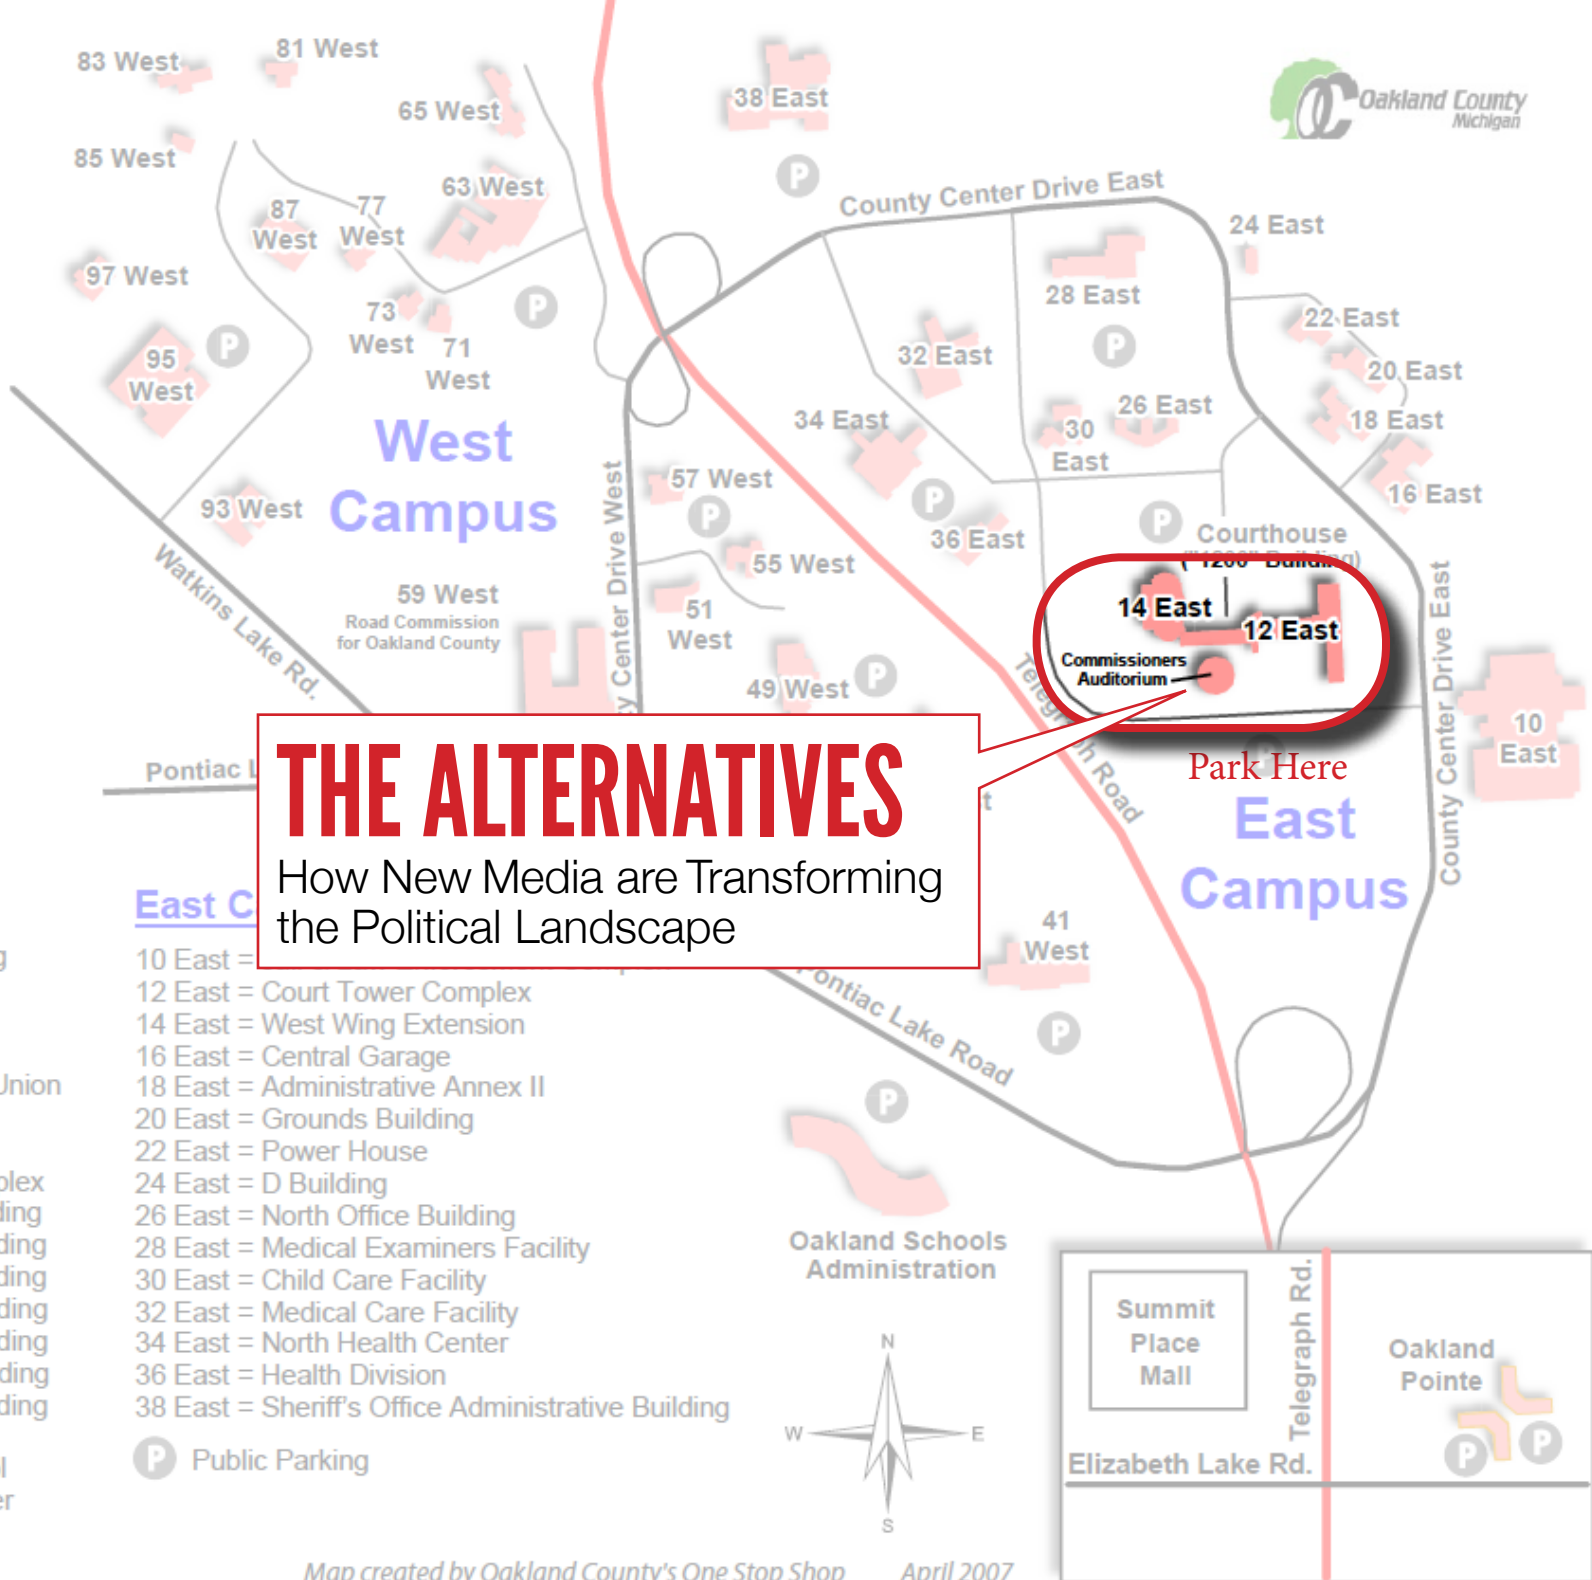 83 West
81 West
65 West
38 East
Oakland County
Michigan
85 West
63 West
County Center Drive East
87
West
77
West
24 East
97 West
28 East
73
West
71
West
22 East
32 East
95
West
20 East
26 East
34 East
18 East
30
East
West
Campus
57 West
16 East
93 West
36 East
Courthouse
("1200" Building)
Center Drive West
55 West
Watkins Lake Rd.
59 West
Road Commission
for Oakland County
51
West
14 East
12 East
Commissioners
Auditorium
County Center Drive East
49 West
Telegraph Road
10
East
Park Here
Pontiac L
THE ALTERNATIVES
How New Media are Transforming
the Political Landscape
East
Campus
East C
41
West
Pontiac Lake Road
10 East =
12 East = Court Tower Complex
14 East = West Wing Extension
16 East = Central Garage
18 East = Administrative Annex II
20 East = Grounds Building
22 East = Power House
24 East = D Building
26 East = North Office Building
28 East = Medical Examiners Facility
30 East = Child Care Facility
32 East = Medical Care Facility
34 East = North Health Center
36 East = Health Division
38 East = Sheriff's Office Administrative Building
P Public Parking
Union
Oakland Schools
Administration
N
W
E
S
Summit
Place
Mall
Telegraph Rd.
Oakland
Pointe
Elizabeth Lake Rd.
Map created by Oakland County's One Stop Shop April 2007